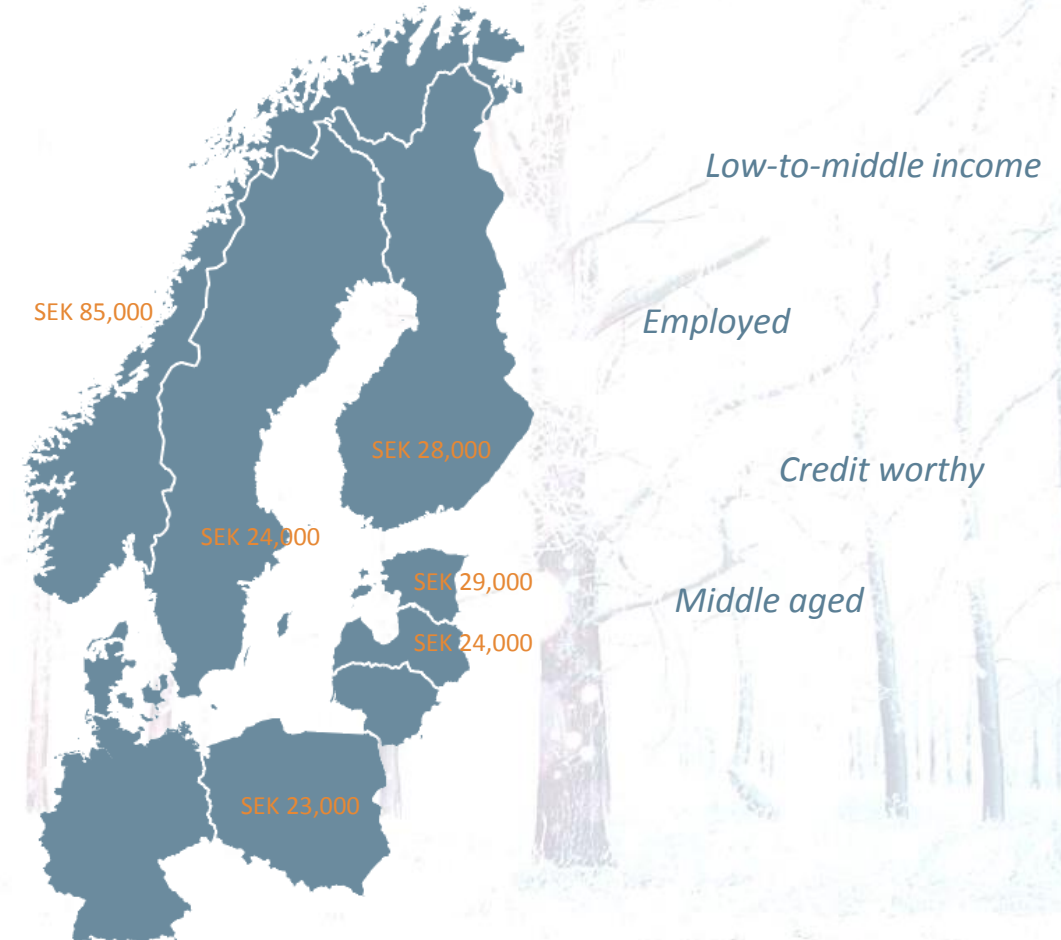 Low-to-middle income
SEK 85,000
Employed
SEK 28,000
Credit worthy
SEK 24,000
SEK 29,000
Middle aged
SEK 24,000
SEK 23,000